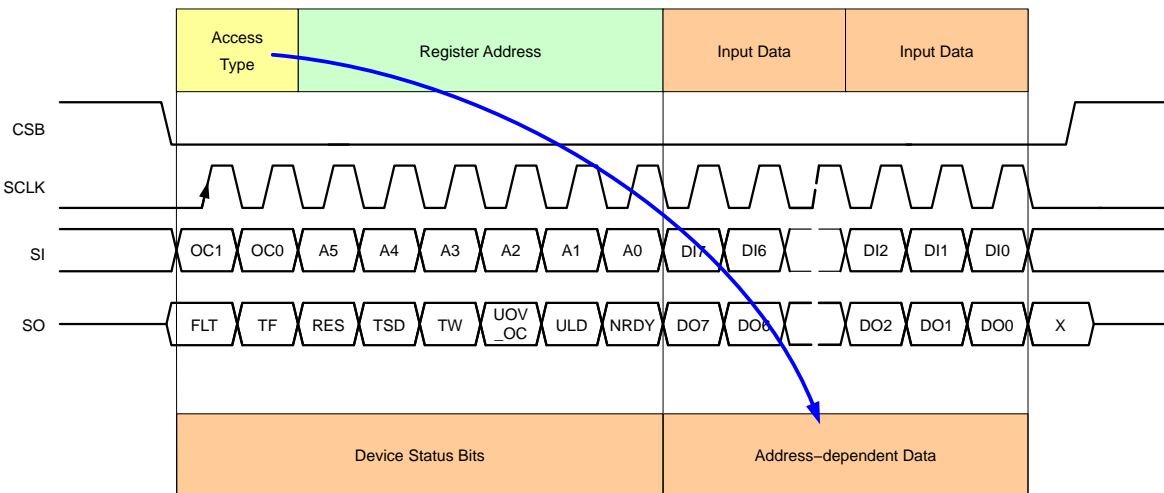 Access
Type
Register Address
Input Data
Input Data
CSB
SCLK
SI
OC1 OC0 A5 A4 A3 A2 A1 A0 DI7 DI6 DI2 DI1 DI0
SO
FLT TF RES TSD TW UOV
_OC ULD NRDY DO7 DO6 DO2 DO1 DO0 X
Device Status Bits
Address−dependent Data